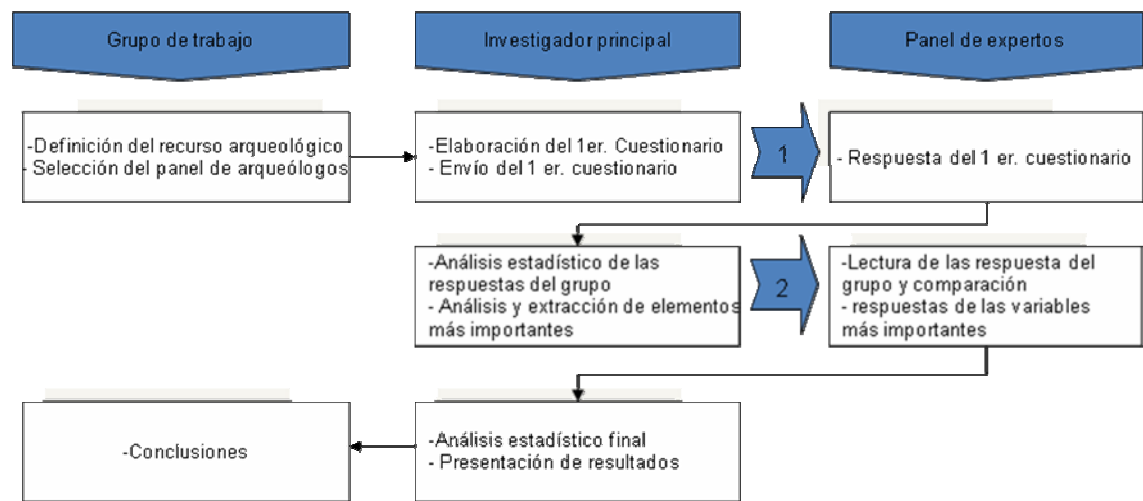 Grupo de trabajo
Investigador principal
Panel de expertos
-Definición del recurso arqueológico
- Selección del panel de arqueólogos
-Elaboración del 1er. Cuestionario
- Envío del 1 er. cuestionario
1
- Respuesta del 1 er. cuestionario
-Análisis estadístico de las
respuestas del grupo
- Análisis y extracción de elementos
más importantes
2
-Lectura de las respuesta del
grupo y comparación
- respuestas de las variables
más importantes
-Conclusiones
-Análisis estadístico final
- Presentación de resultados